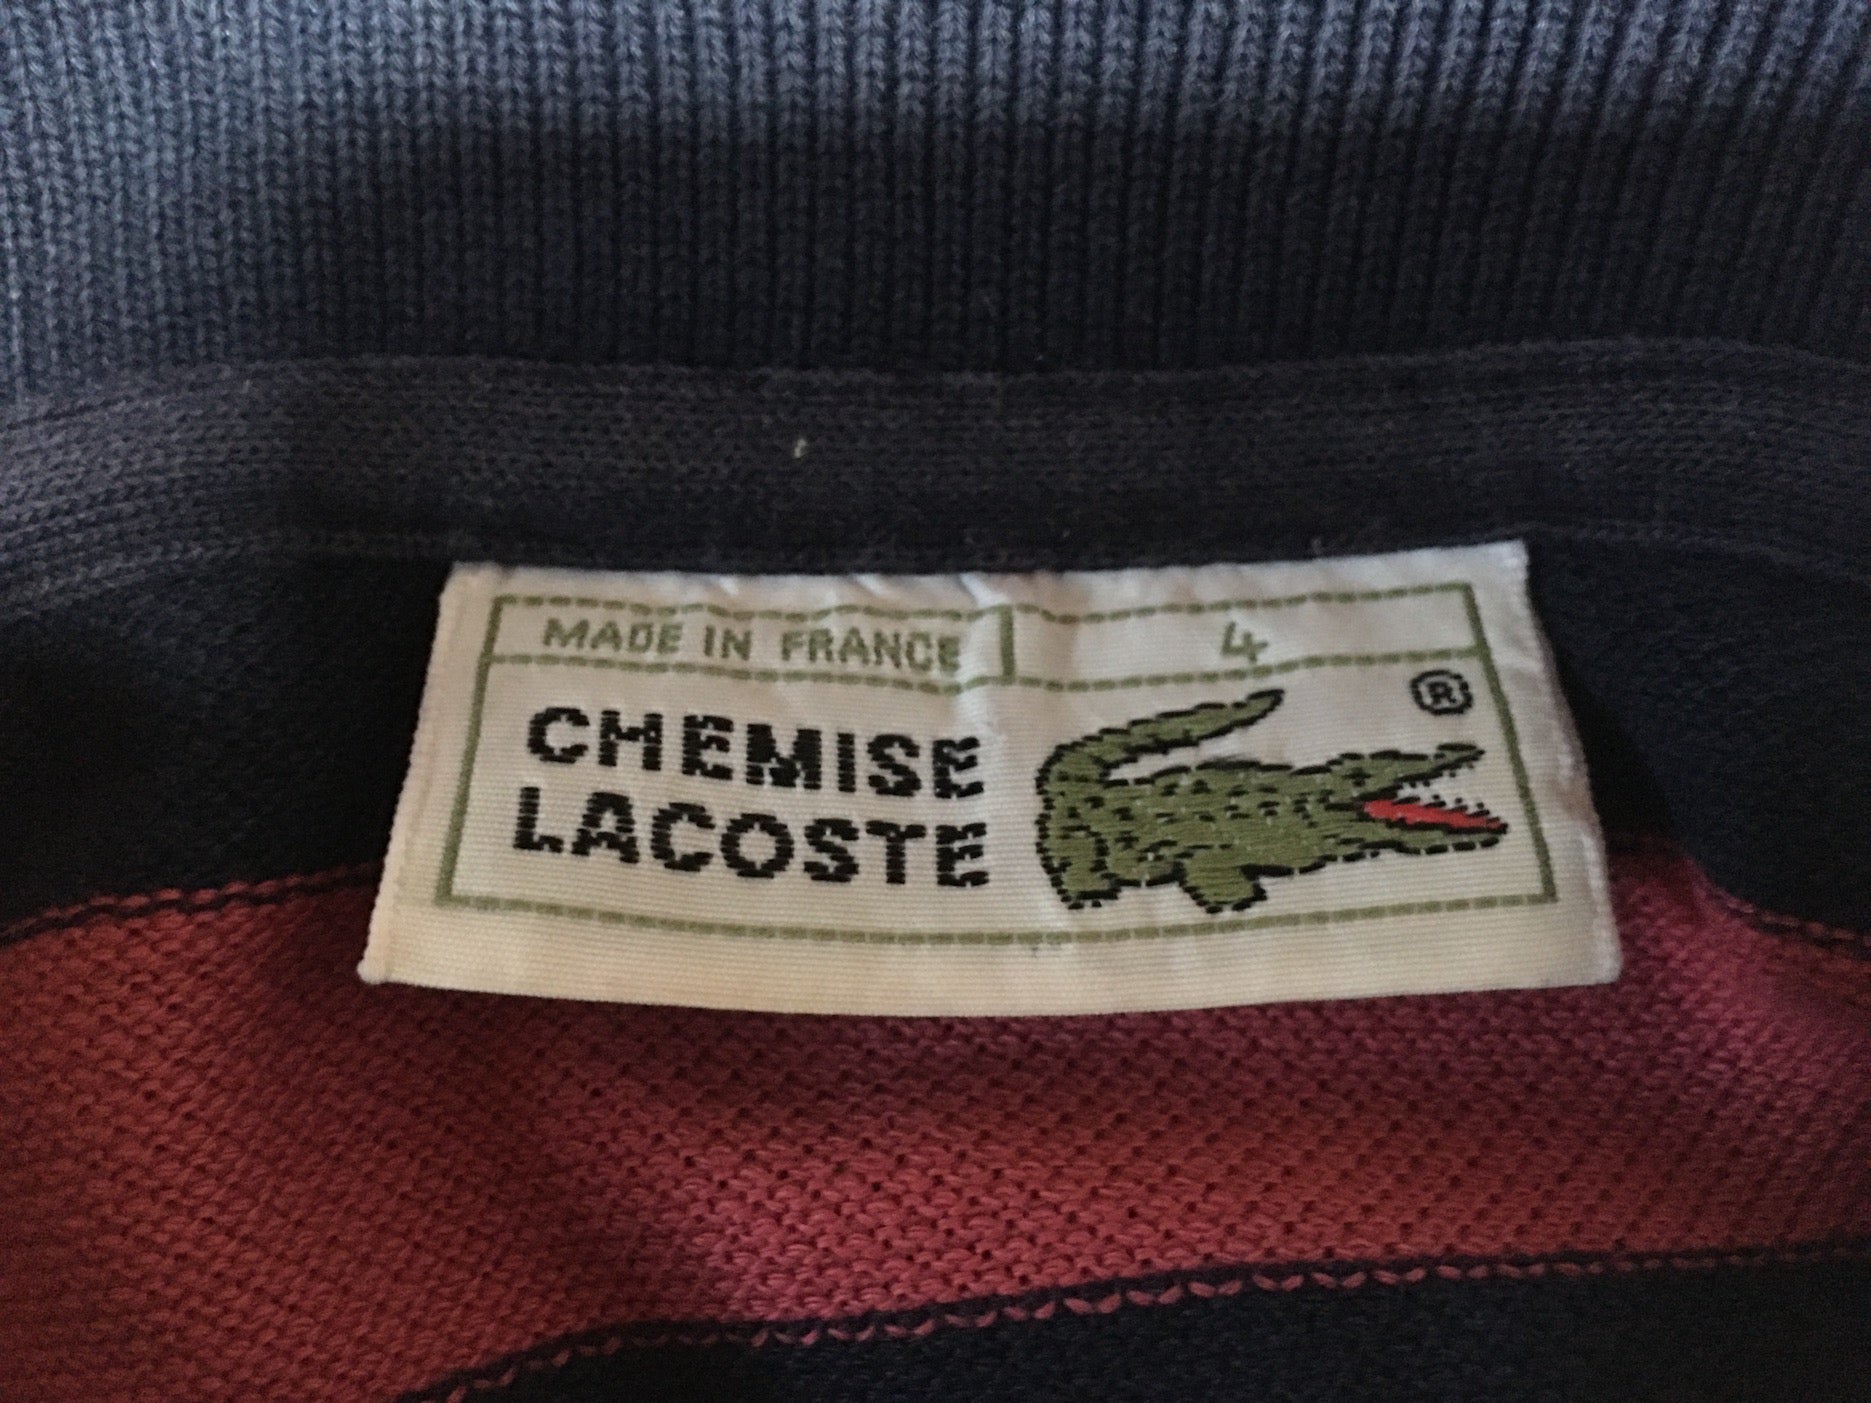 MADE IN FRANCE 4
CHEMISE
LACOSTE
®